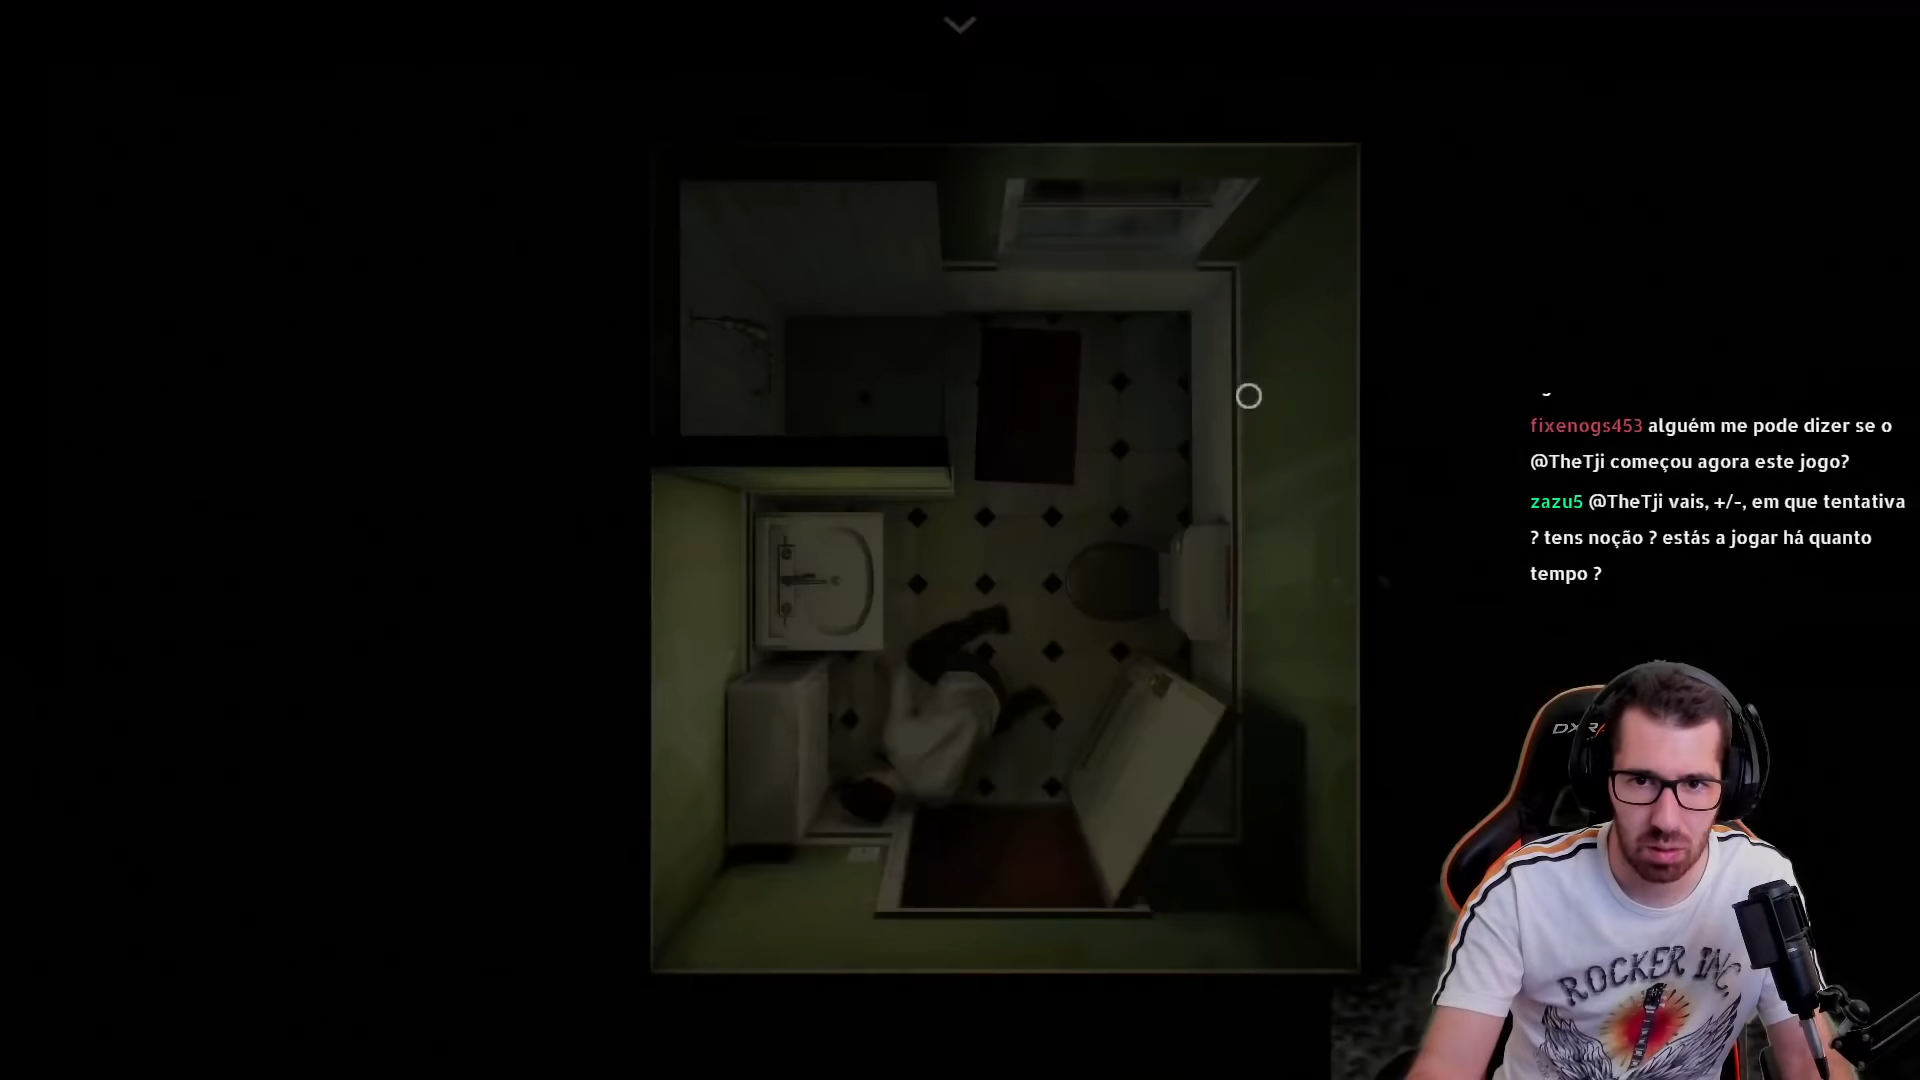 fixenogs453 alguém me pode dizer se o
@TheTji começou agora este jogo?
zazu5 @TheTji vais, +/-, em que tentativa
? tens noção ? estás a jogar há quanto
tempo ?
ROCKER INC.